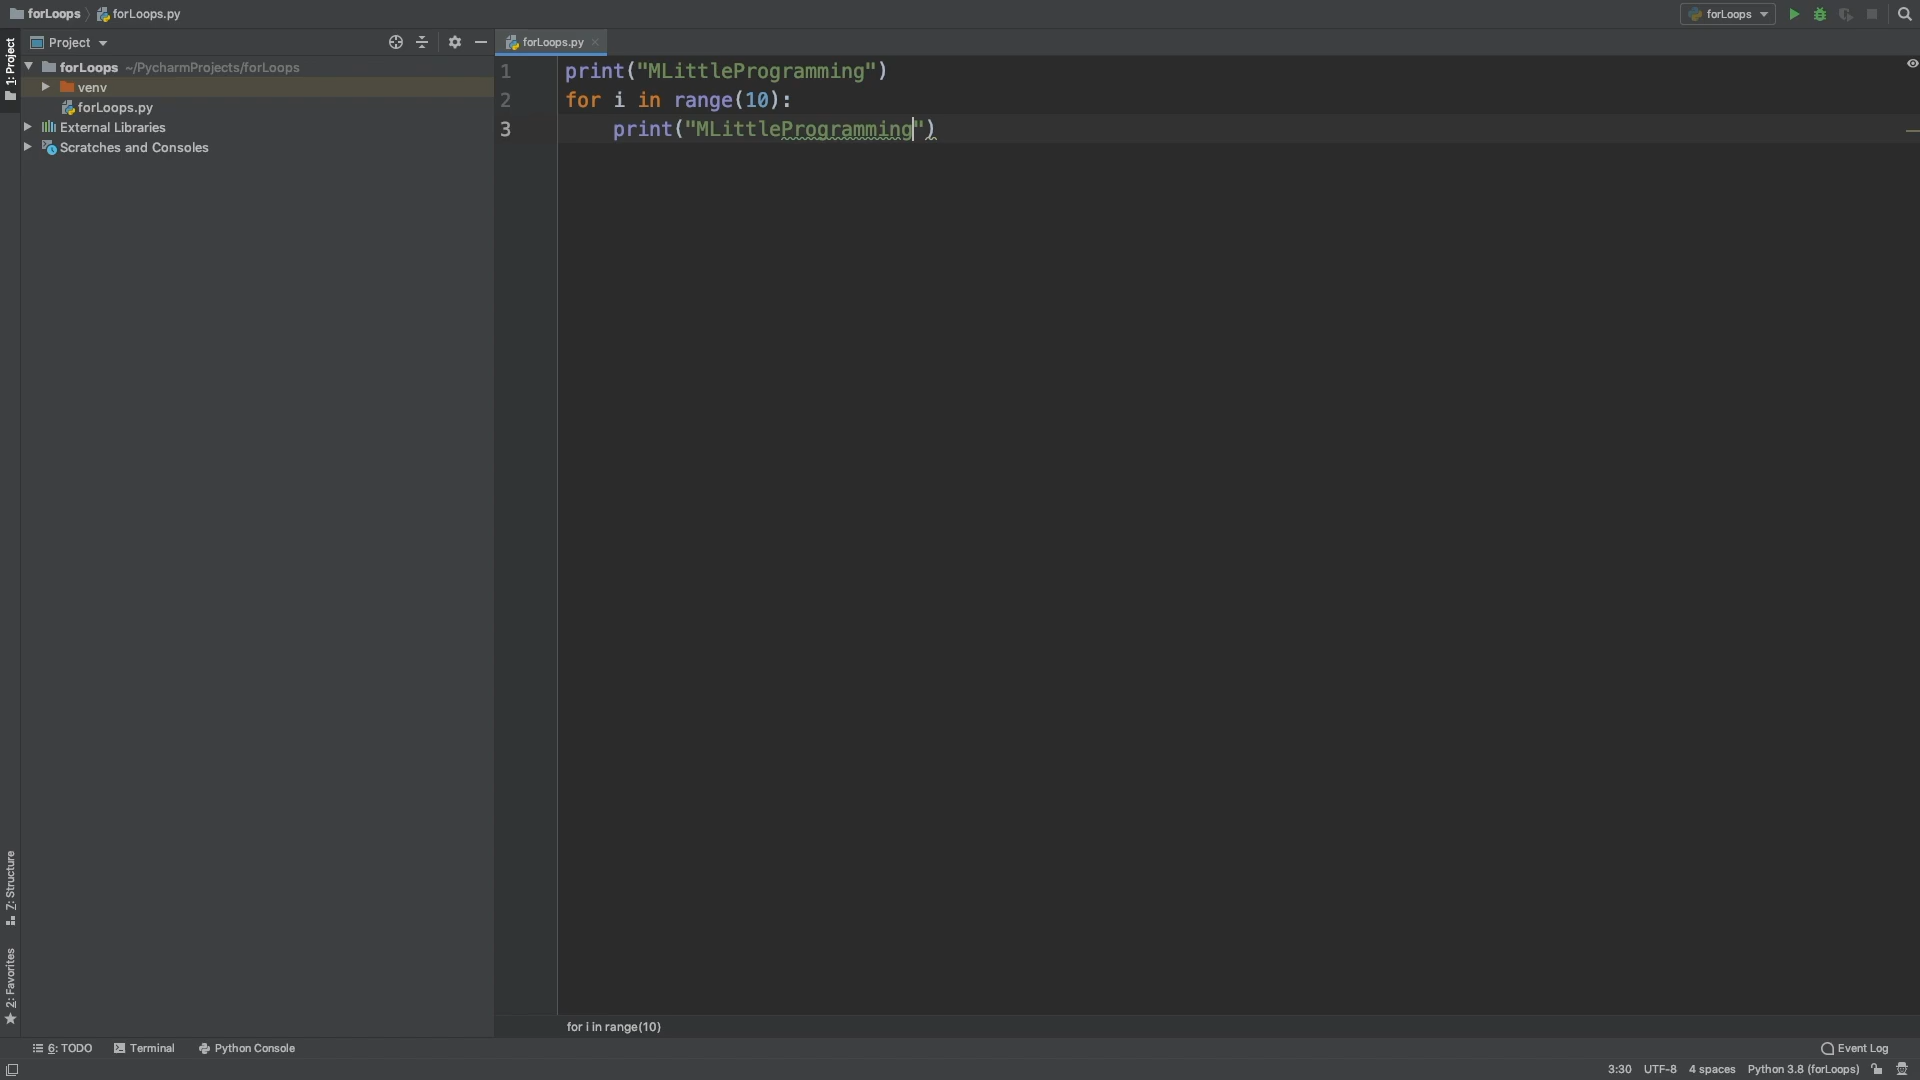 forLoops forLoops.py
forLoops
1: Project
Project
forLoops.py
forLoops ~/PycharmProjects/forLoops
venv
forLoops.py
External Libraries
Scratches and Consoles
1 print("MLittleProgramming")
2 for i in range(10):
3 print("MLittleProgramming")
Z: Structure
2: Favorites
for i in range(10)
6: TODO Terminal Python Console
Event Log
3:30 UTF-8 4 spaces Python 3.8 (forLoops)